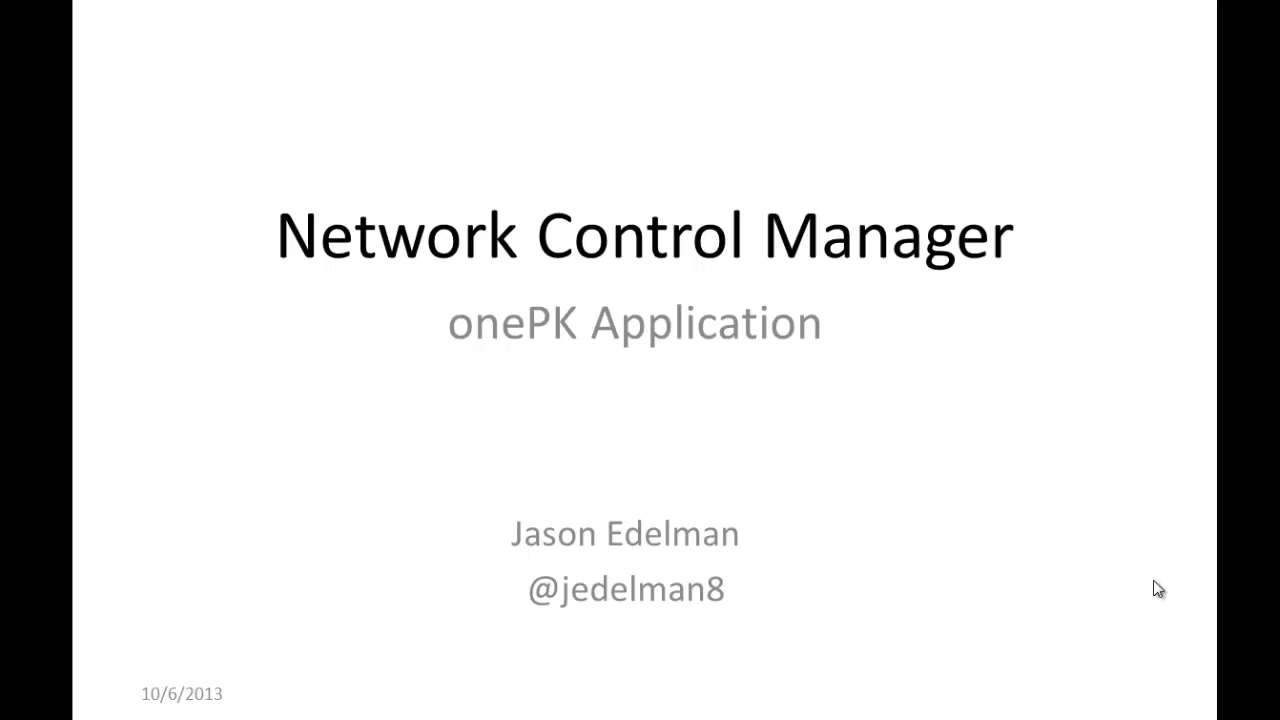 Network Control Manager
onePK Application
Jason Edelman
@jedelman8
10/6/2013